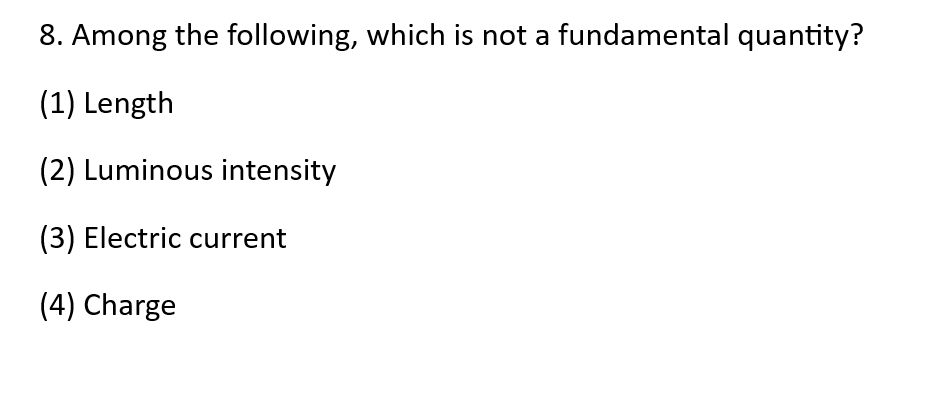 8. Among the following, which is not a fundamental quantity?
(1) Length
(2) Luminous intensity
(3) Electric current
(4) Charge